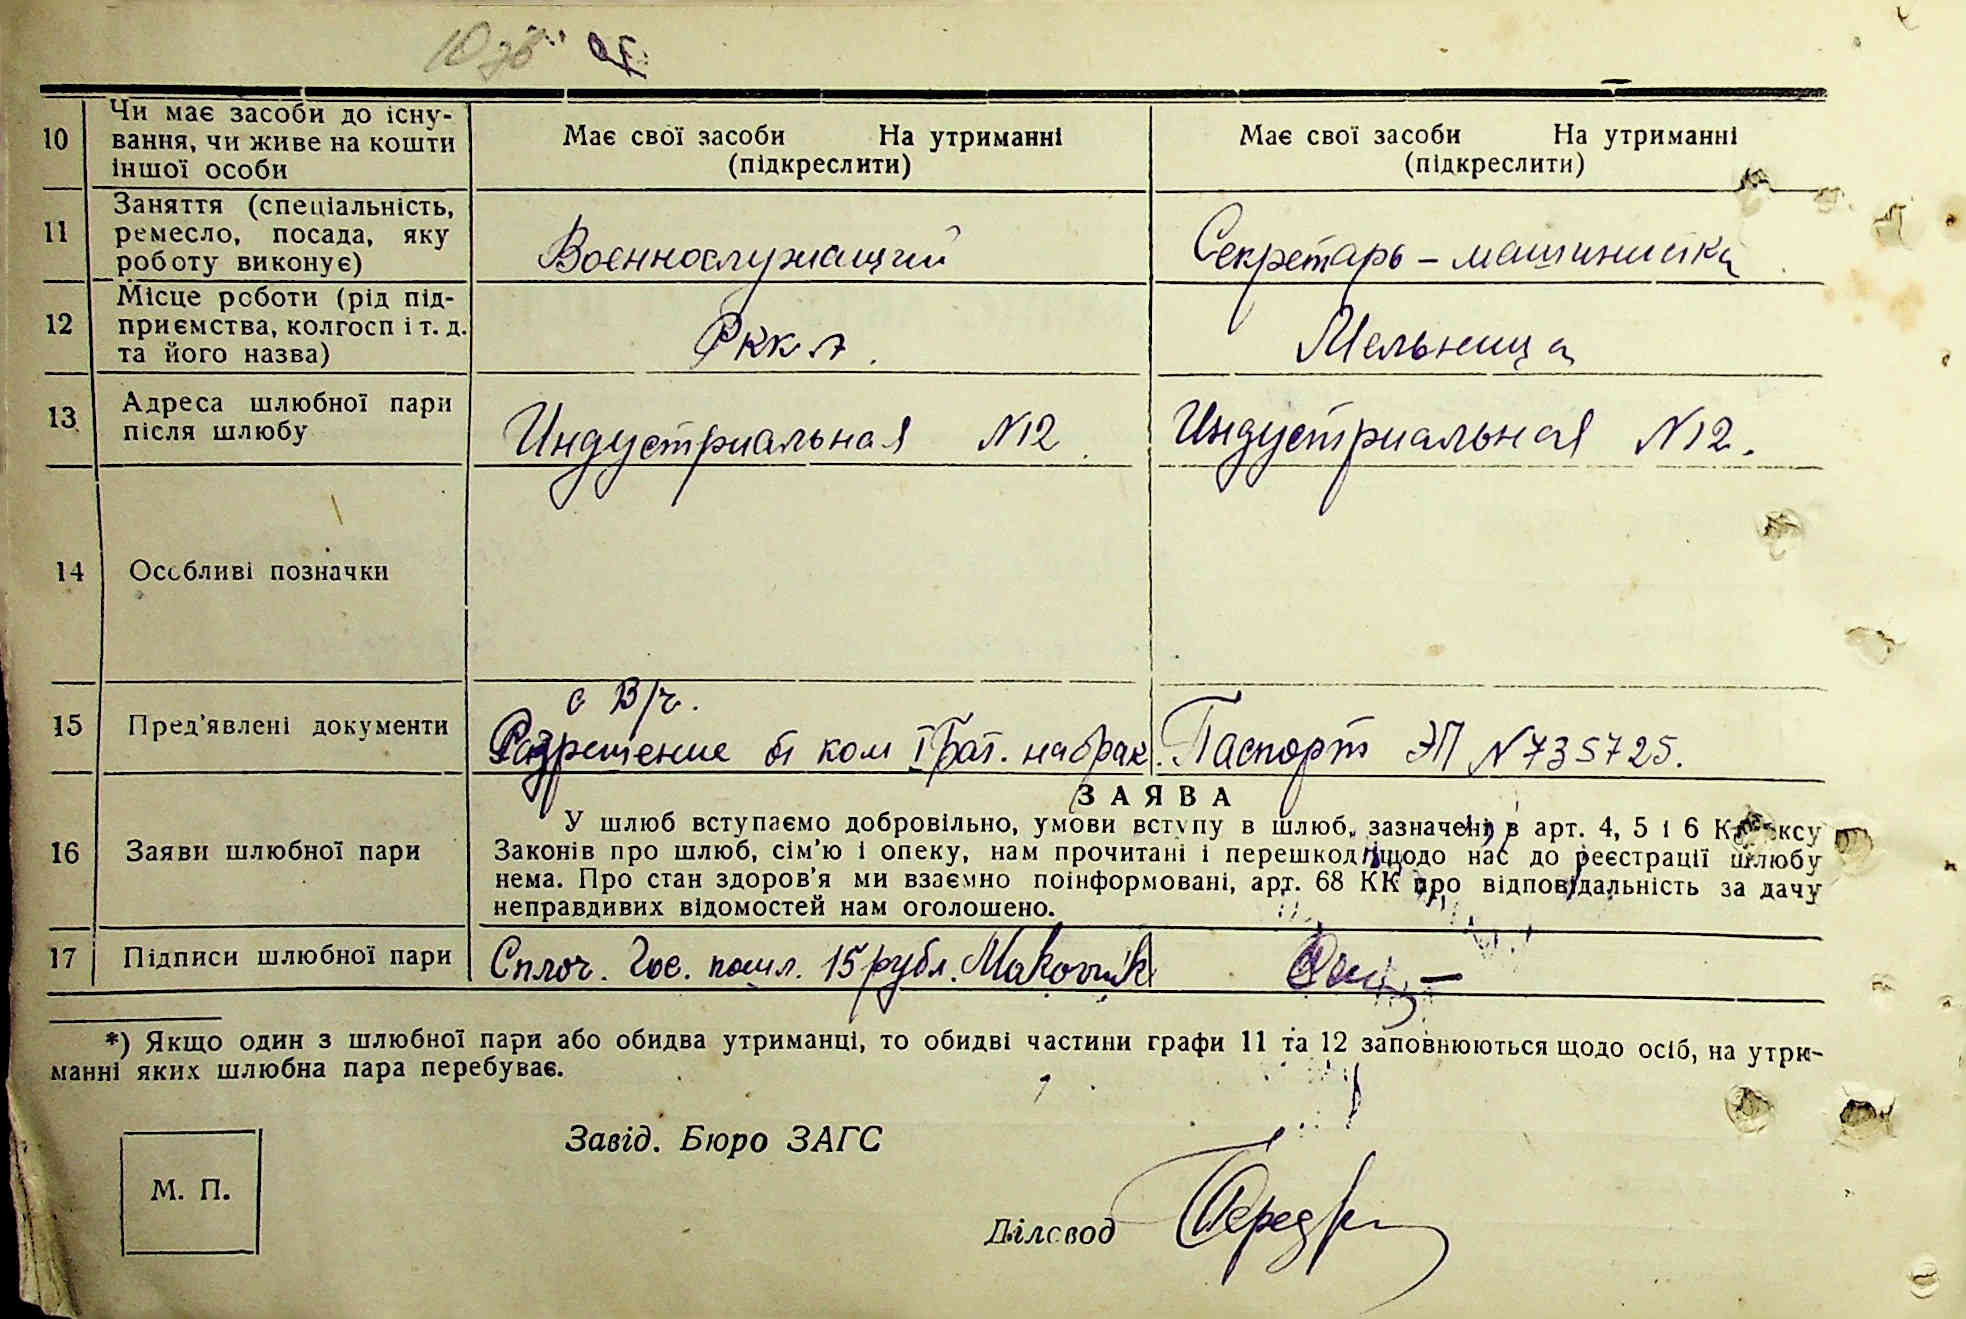 10 Чи має засоби до існу-
вання, чи живе на кошти
іншої особи
Має свої засоби На утриманні
(підкреслити)
Має свої засоби На утриманні
(підкреслити)
11 Заняття (спеціальність,
ремесло, посада, яку
роботу виконує)
Военнослужащий
Секретарь – машинистка
12 Місце роботи (рід під-
приємства, колгосп і т. д.
та його назва)
РККА.
Мельница
13 Адреса шлюбної пари
після шлюбу
Индустриальная N12.
Индустриальная N12.
14 Особливі позначки
15 Пред'явлені документи
с В/ч.
Разрешение от ком I бат. на брак.
Паспорт ЭП N735725.
16 Заяви шлюбної пари
ЗАЯВА
У шлюб вступаємо добровільно, умови вступу в шлюб, зазначені в арт. 4, 5 і 6 Кодексу
Законів про шлюб, сім'ю і опеку, нам прочитані і перешкод щодо нас до реєстрації шлюбу
нема. Про стан здоров'я ми взаємно поінформовані, арт. 68 КК про відповідальність за дачу
неправдивих відомостей нам оголошено.
17 Підписи шлюбної пари
Сплоч. Гос. пошл. 15 рубл.
*) Якщо один з шлюбної пари або обидва утриманці, то обидві частини графи 11 та 12 заповнюються щодо осіб, на утри-
манні яких шлюбна пара перебуває.
Завід. Бюро ЗАГС
М. П.
Діловод